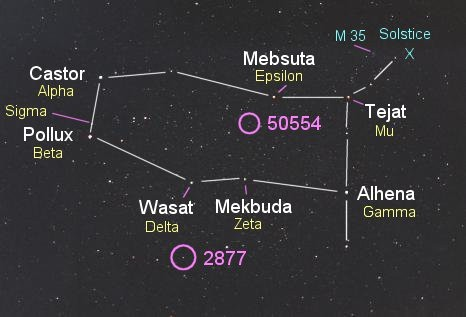 M 35
Solstice
X
Mebsuta
Epsilon
Castor
Alpha
Sigma
Pollux
Beta
50554
Tejat
Mu
Wasat
Delta
Mekbuda
Zeta
Alhena
Gamma
2877